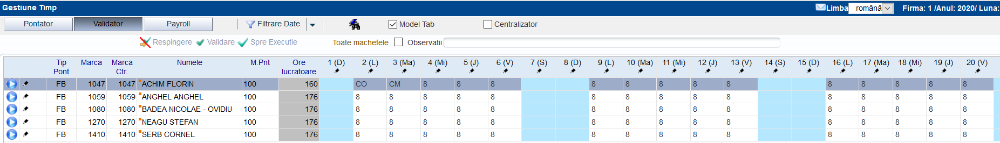 Gestiune Timp Limba română Firma: 1 /Anul: 2020/ Luna:
Pontator Validator Payroll Filtrare Date Model Tab Centralizator
Respingere Validare Spre Executie Toate machetele Observatii
Tip Pont Marca Marca Ctr. Numele M.Pnt Ore lucratoare 1 (D) 2 (L) 3 (Ma) 4 (Mi) 5 (J) 6 (V) 7 (S) 8 (D) 9 (L) 10 (Ma) 11 (Mi) 12 (J) 13 (V) 14 (S) 15 (D) 16 (L) 17 (Ma) 18 (Mi) 19 (J) 20 (V)
FB 1047 1047 ACHIM FLORIN 100 160 CO CM 8 8 8 8 8 8 8 8 8 8 8 8 8
FB 1059 1059 ANGHEL ANGHEL 100 176 8 8 8 8 8 8 8 8 8 8 8 8 8 8 8
FB 1080 1080 BADEA NICOLAE - OVIDIU 100 176 8 8 8 8 8 8 8 8 8 8 8 8 8 8 8
FB 1270 1270 NEAGU STEFAN 100 176 8 8 8 8 8 8 8 8 8 8 8 8 8 8 8
FB 1410 1410 SERB CORNEL 100 176 8 8 8 8 8 8 8 8 8 8 8 8 8 8 8